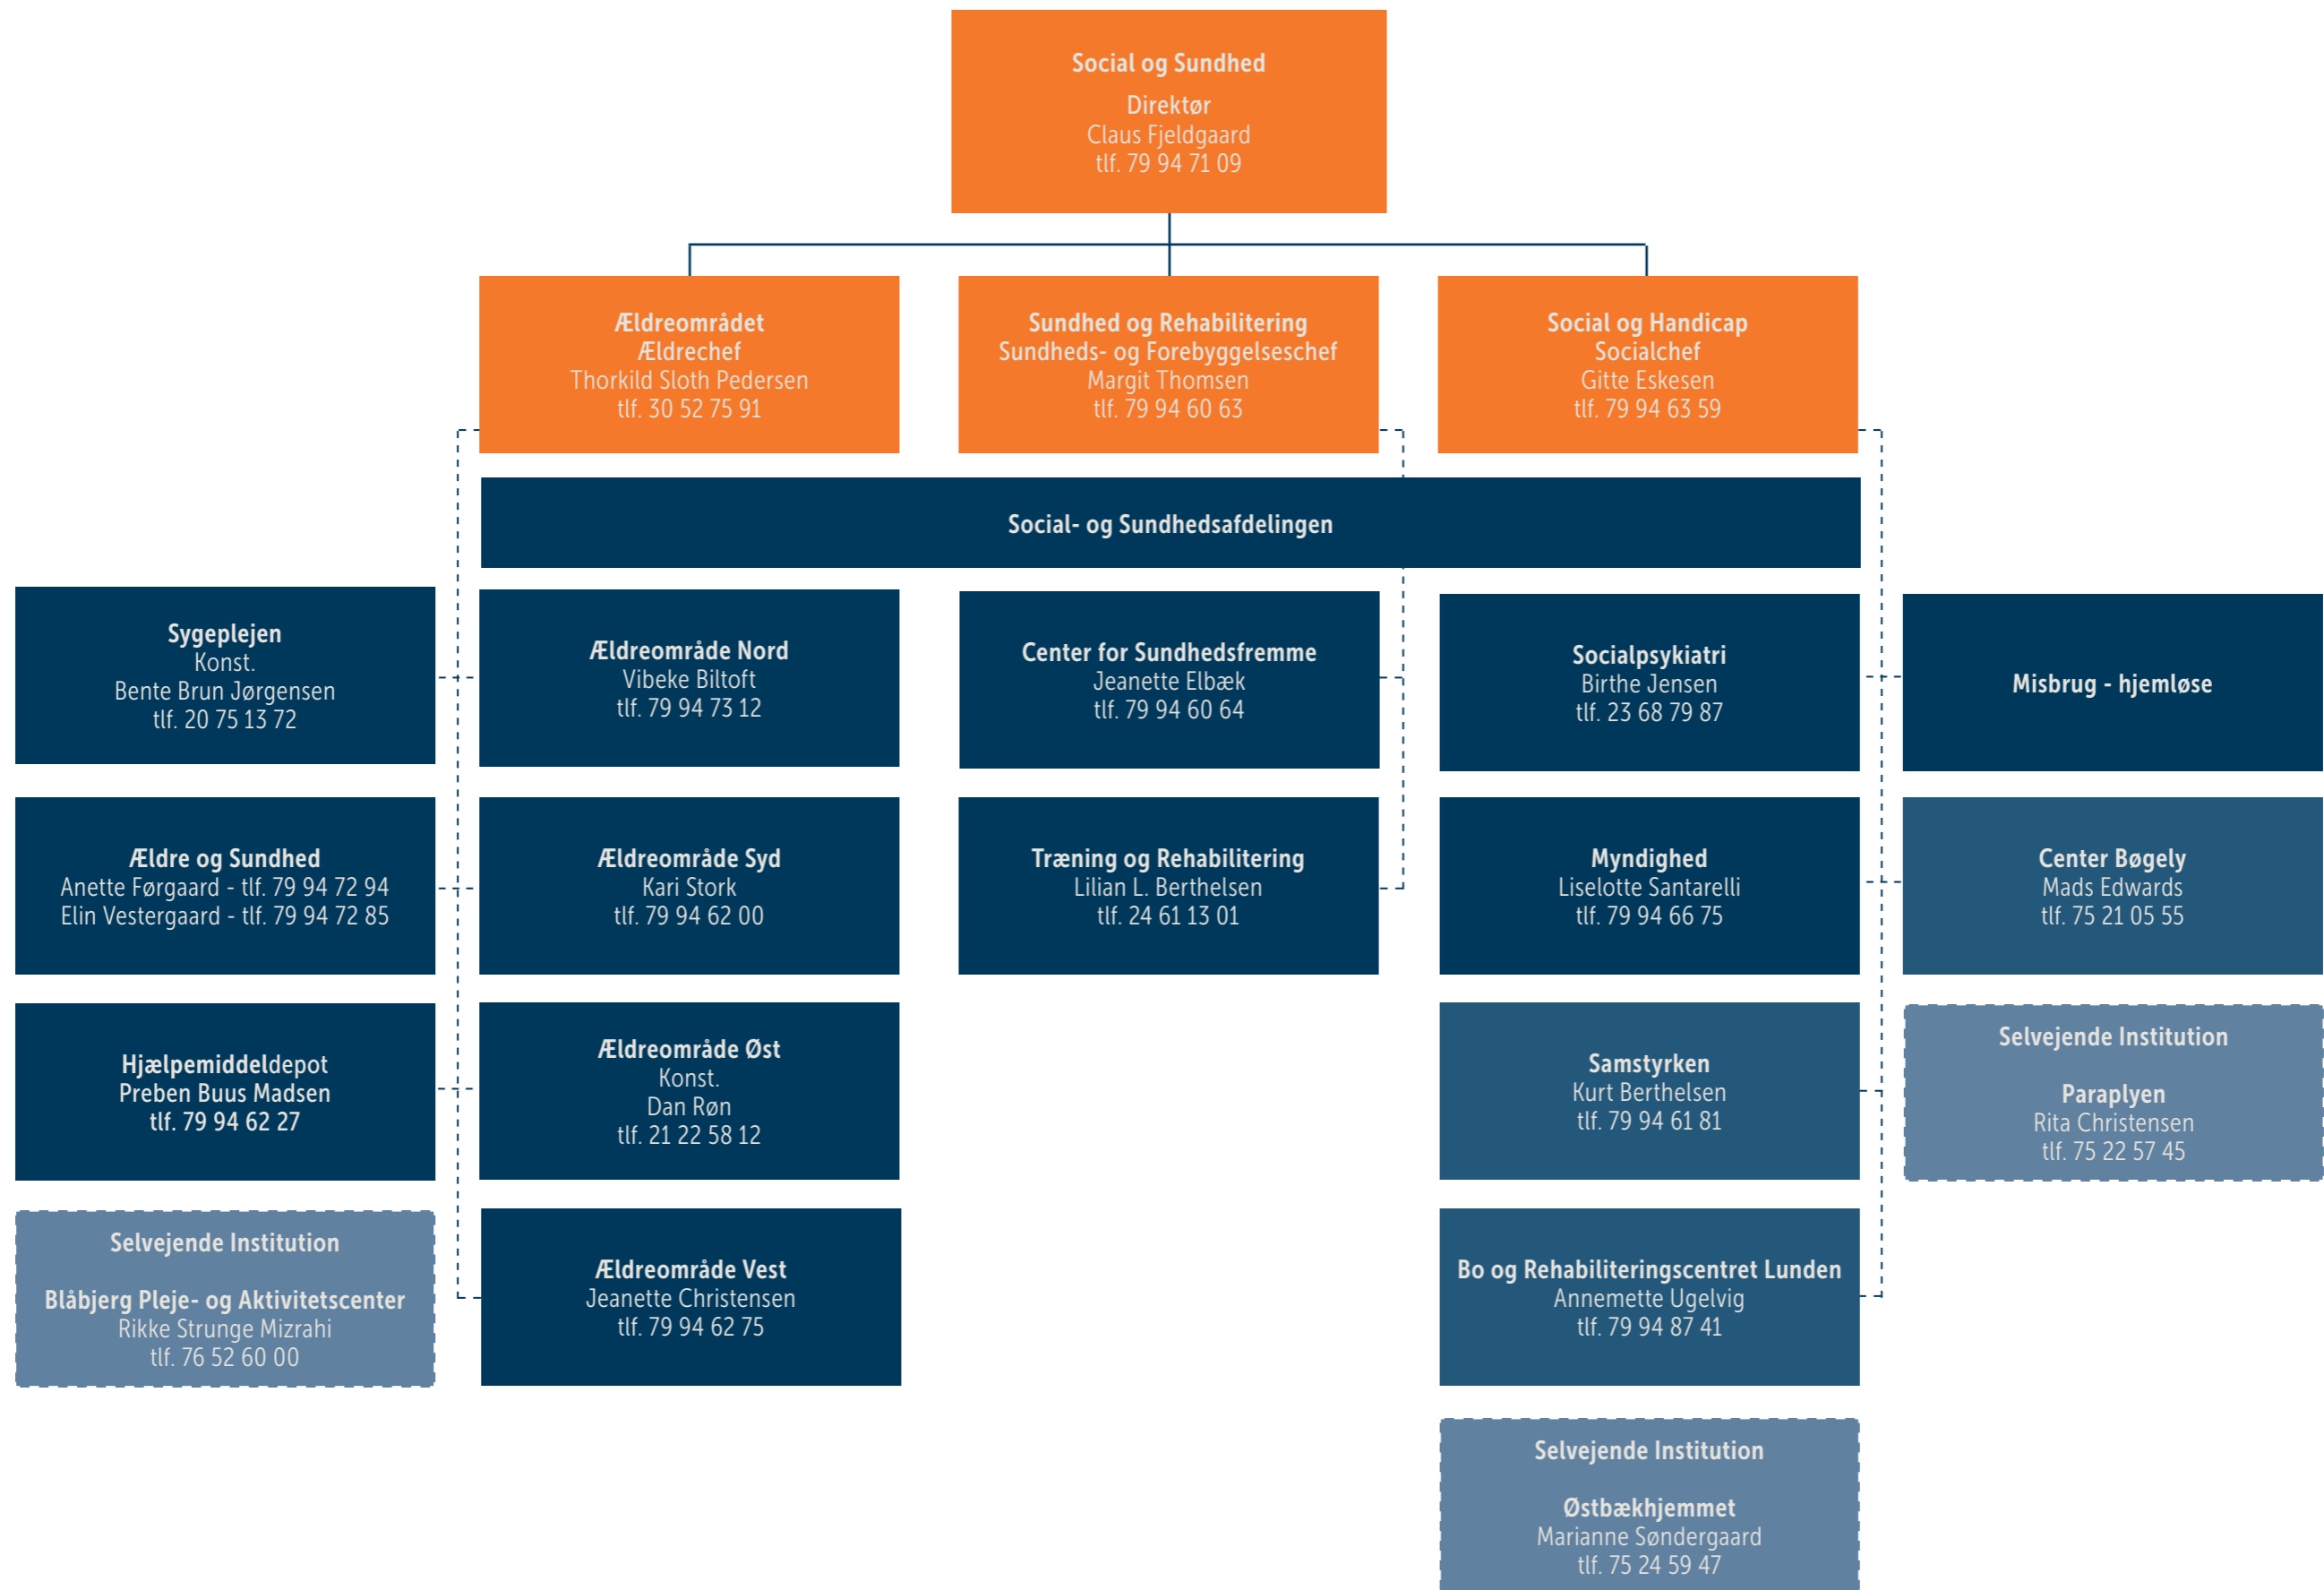 Social og Sundhed
Direktør
Claus Fjeldgaard
tlf. 79 94 71 09
Ældreområdet
Ældrechef
Thorkild Sloth Pedersen
tlf. 30 52 75 91
Sundhed og Rehabilitering
Sundheds- og Forebyggelseschef
Margit Thomsen
tlf. 79 94 60 63
Social og Handicap
Socialchef
Gitte Eskesen
tlf. 79 94 63 59
Social- og Sundhedsafdelingen
Sygeplejen
Konst.
Bente Brun Jørgensen
tlf. 20 75 13 72
Ældreområde Nord
Vibeke Biltoft
tlf. 79 94 73 12
Center for Sundhedsfremme
Jeanette Elbæk
tlf. 79 94 60 64
Socialpsykiatri
Birthe Jensen
tlf. 23 68 79 87
Misbrug - hjemløse
Ældre og Sundhed
Anette Førgaard - tlf. 79 94 72 94
Elin Vestergaard - tlf. 79 94 72 85
Ældreområde Syd
Kari Stork
tlf. 79 94 62 00
Træning og Rehabilitering
Lilian L. Berthelsen
tlf. 24 61 13 01
Myndighed
Liselotte Santarelli
tlf. 79 94 66 75
Center Bøgely
Mads Edwards
tlf. 75 21 05 55
Hjælpemiddeldepot
Preben Buus Madsen
tlf. 79 94 62 27
Ældreområde Øst
Konst.
Dan Røn
tlf. 21 22 58 12
Samstyrken
Kurt Berthelsen
tlf. 79 94 61 81
Selvejende Institution
Paraplyen
Rita Christensen
tlf. 75 22 57 45
Selvejende Institution
Blåbjerg Pleje- og Aktivitetscenter
Rikke Strunge Mizrahi
tlf. 76 52 60 00
Ældreområde Vest
Jeanette Christensen
tlf. 79 94 62 75
Bo og Rehabiliteringscentret Lunden
Annemette Ugelvig
tlf. 79 94 87 41
Selvejende Institution
Østbækhjemmet
Marianne Søndergaard
tlf. 75 24 59 47